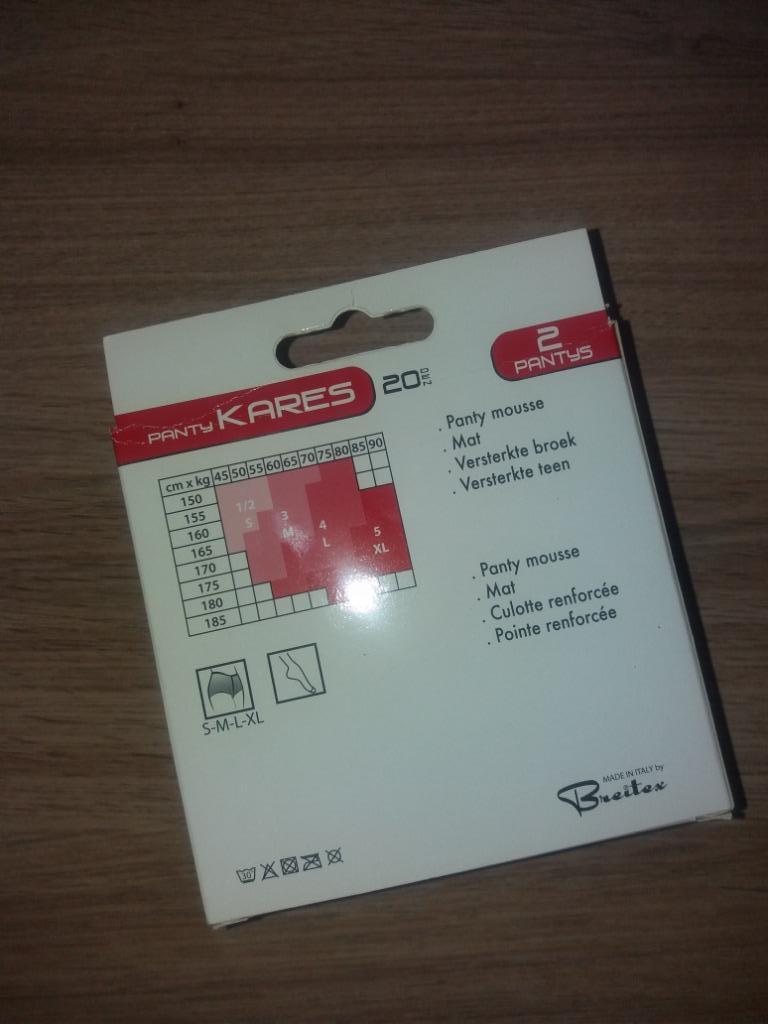 2
PANTYS
PANTY KARES 20 DEN
. Panty mousse
. Mat
. Versterkte broek
. Versterkte teen
cm x kg 45 50 55 60 65 70 75 80 85 90
150
155
160
165
170
175
180
185
1/2
S
3
M
4
L
5
XL
. Panty mousse
. Mat
. Culotte renforcée
. Pointe renforcée
S-M-L-XL
MADE IN ITALY by
Breitex
30°